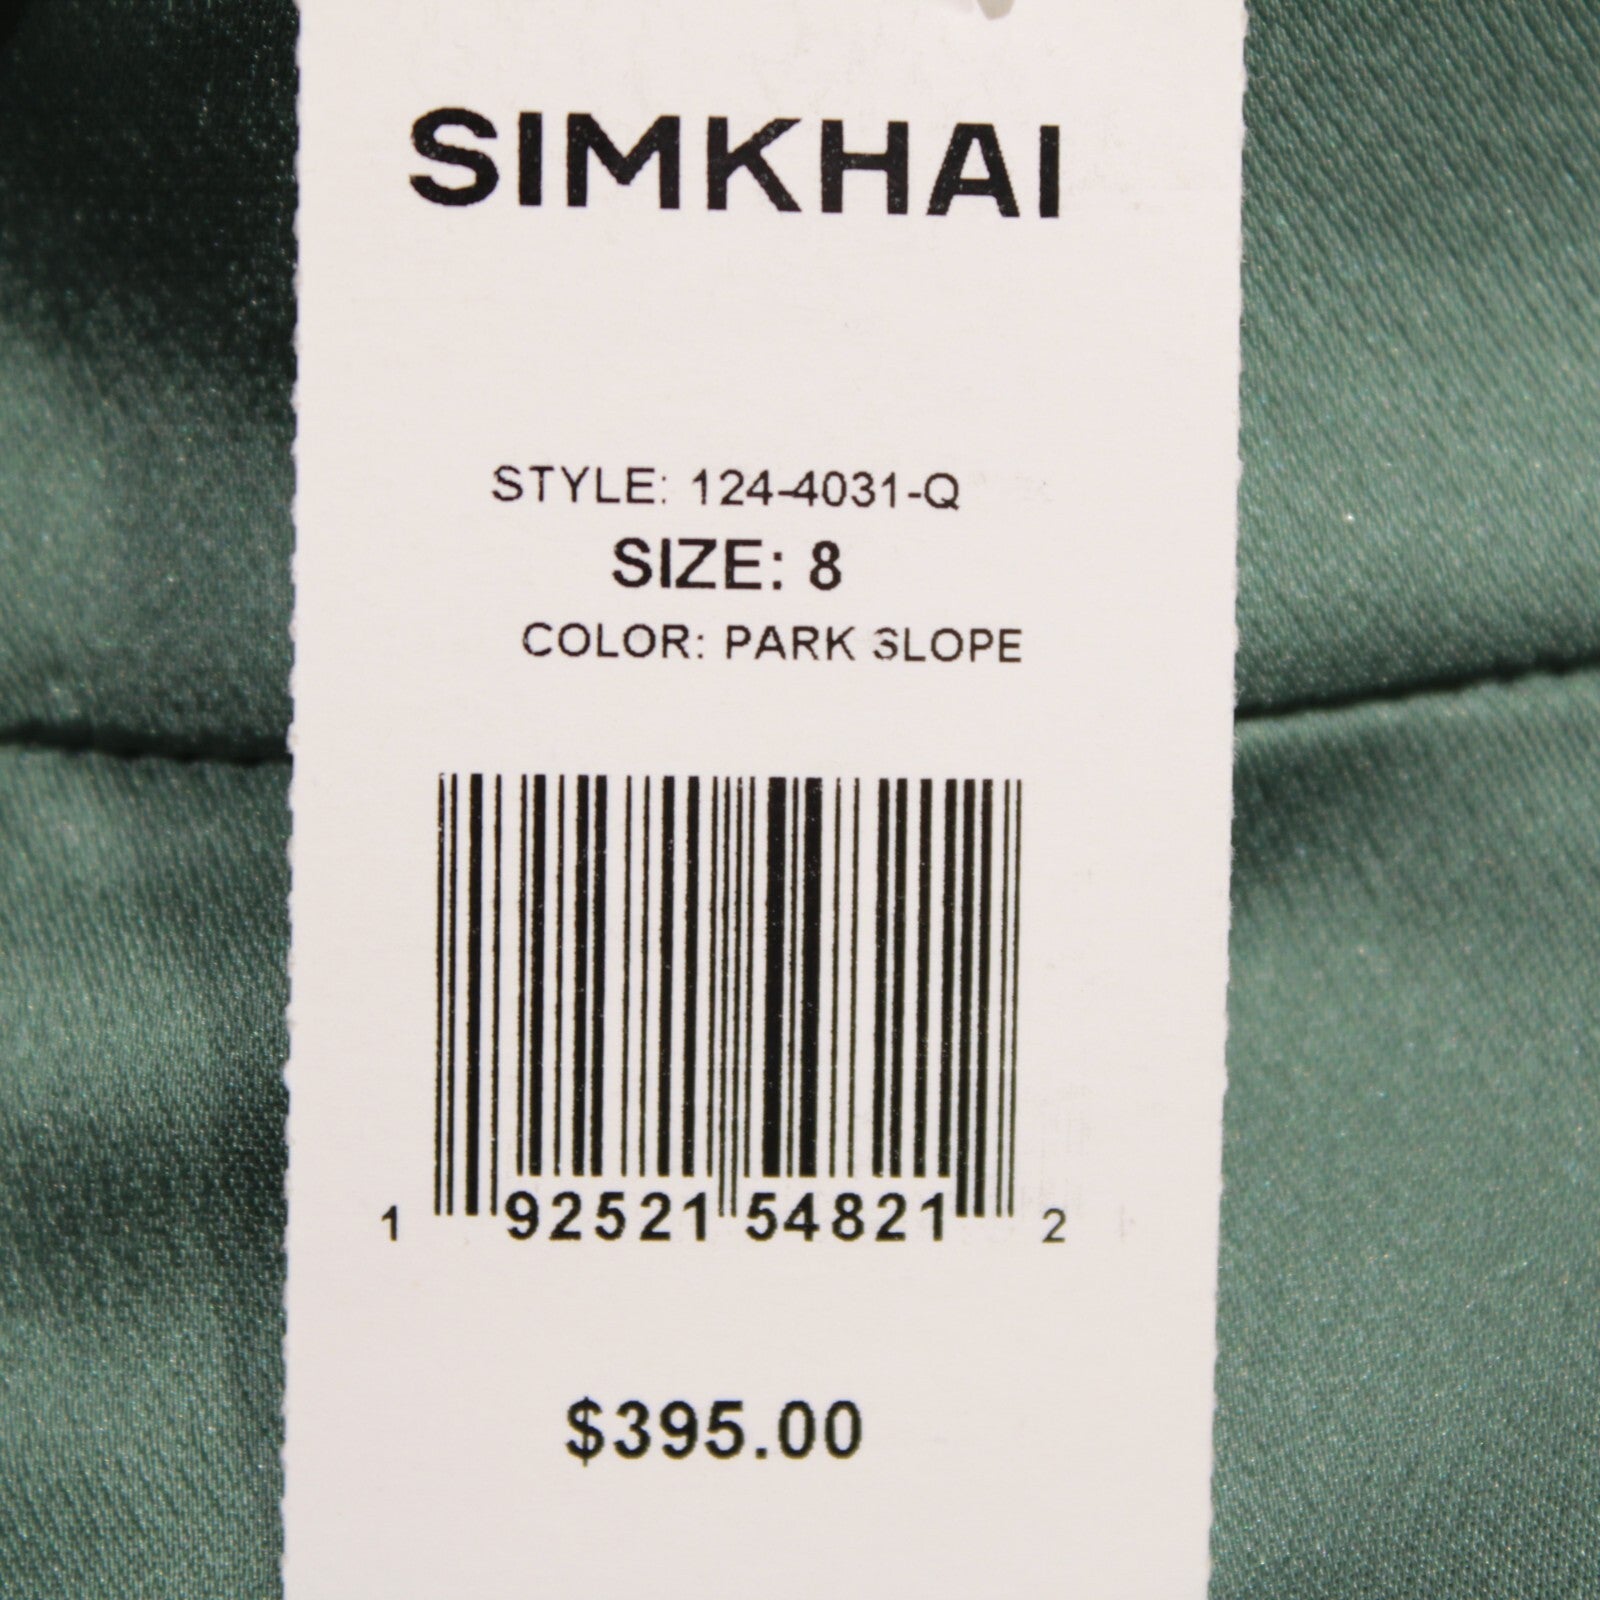 SIMKHAI
STYLE: 124-4031-Q
SIZE: 8
COLOR: PARK SLOPE
1 92521 54821 2
$395.00